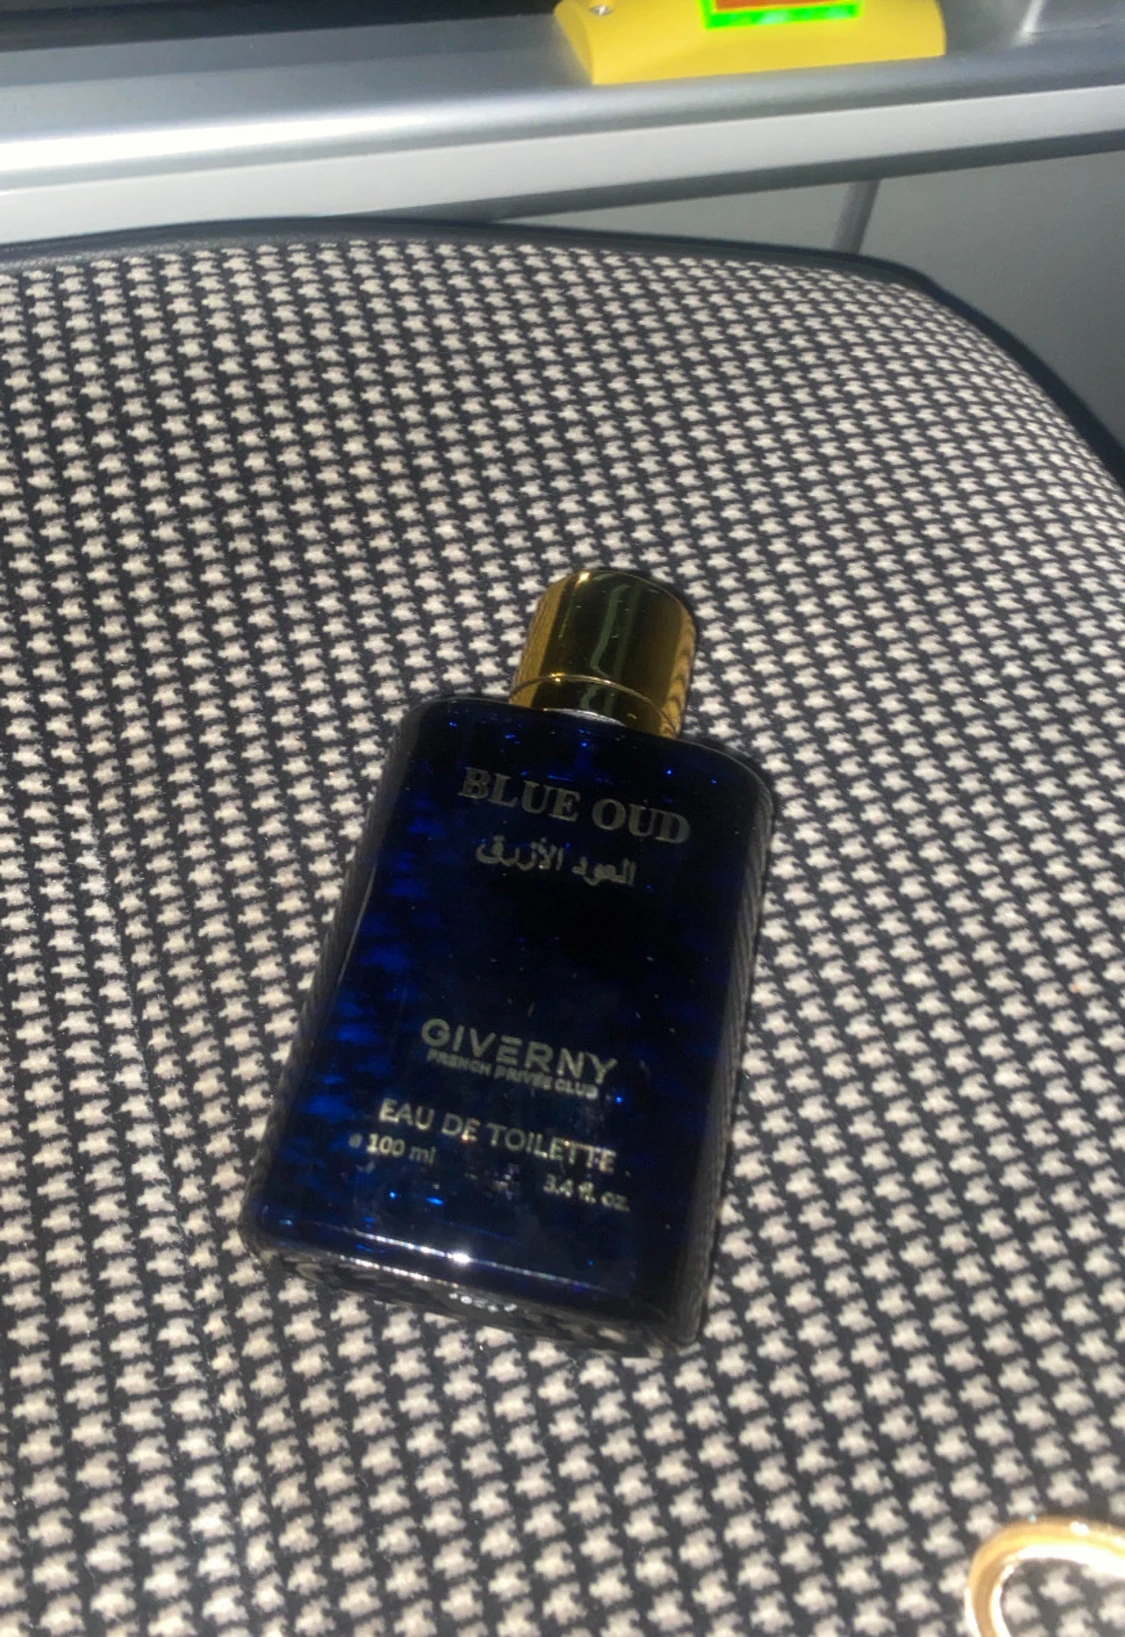 BLUE OUD
العود الأزرق
GIVERNY
FRENCH PRIVÉE CLUB
EAU DE TOILETTE
e 100 ml 3.4 fl. oz.